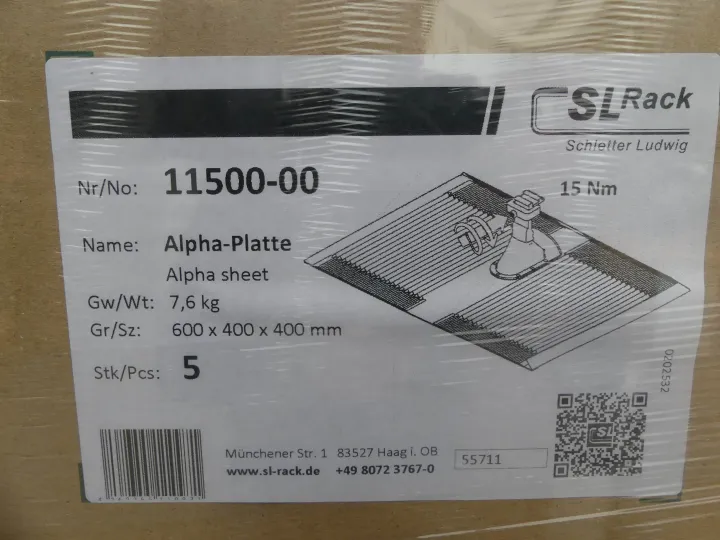 SL Rack
Schletter Ludwig
Nr/No: 11500-00
15 Nm
Name: Alpha-Platte
Alpha sheet
Gw/Wt: 7,6 kg
Gr/Sz: 600 x 400 x 400 mm
Stk/Pcs: 5
0202532
Münchener Str. 1 83527 Haag i. OB
www.sl-rack.de +49 8072 3767-0
55711
SL